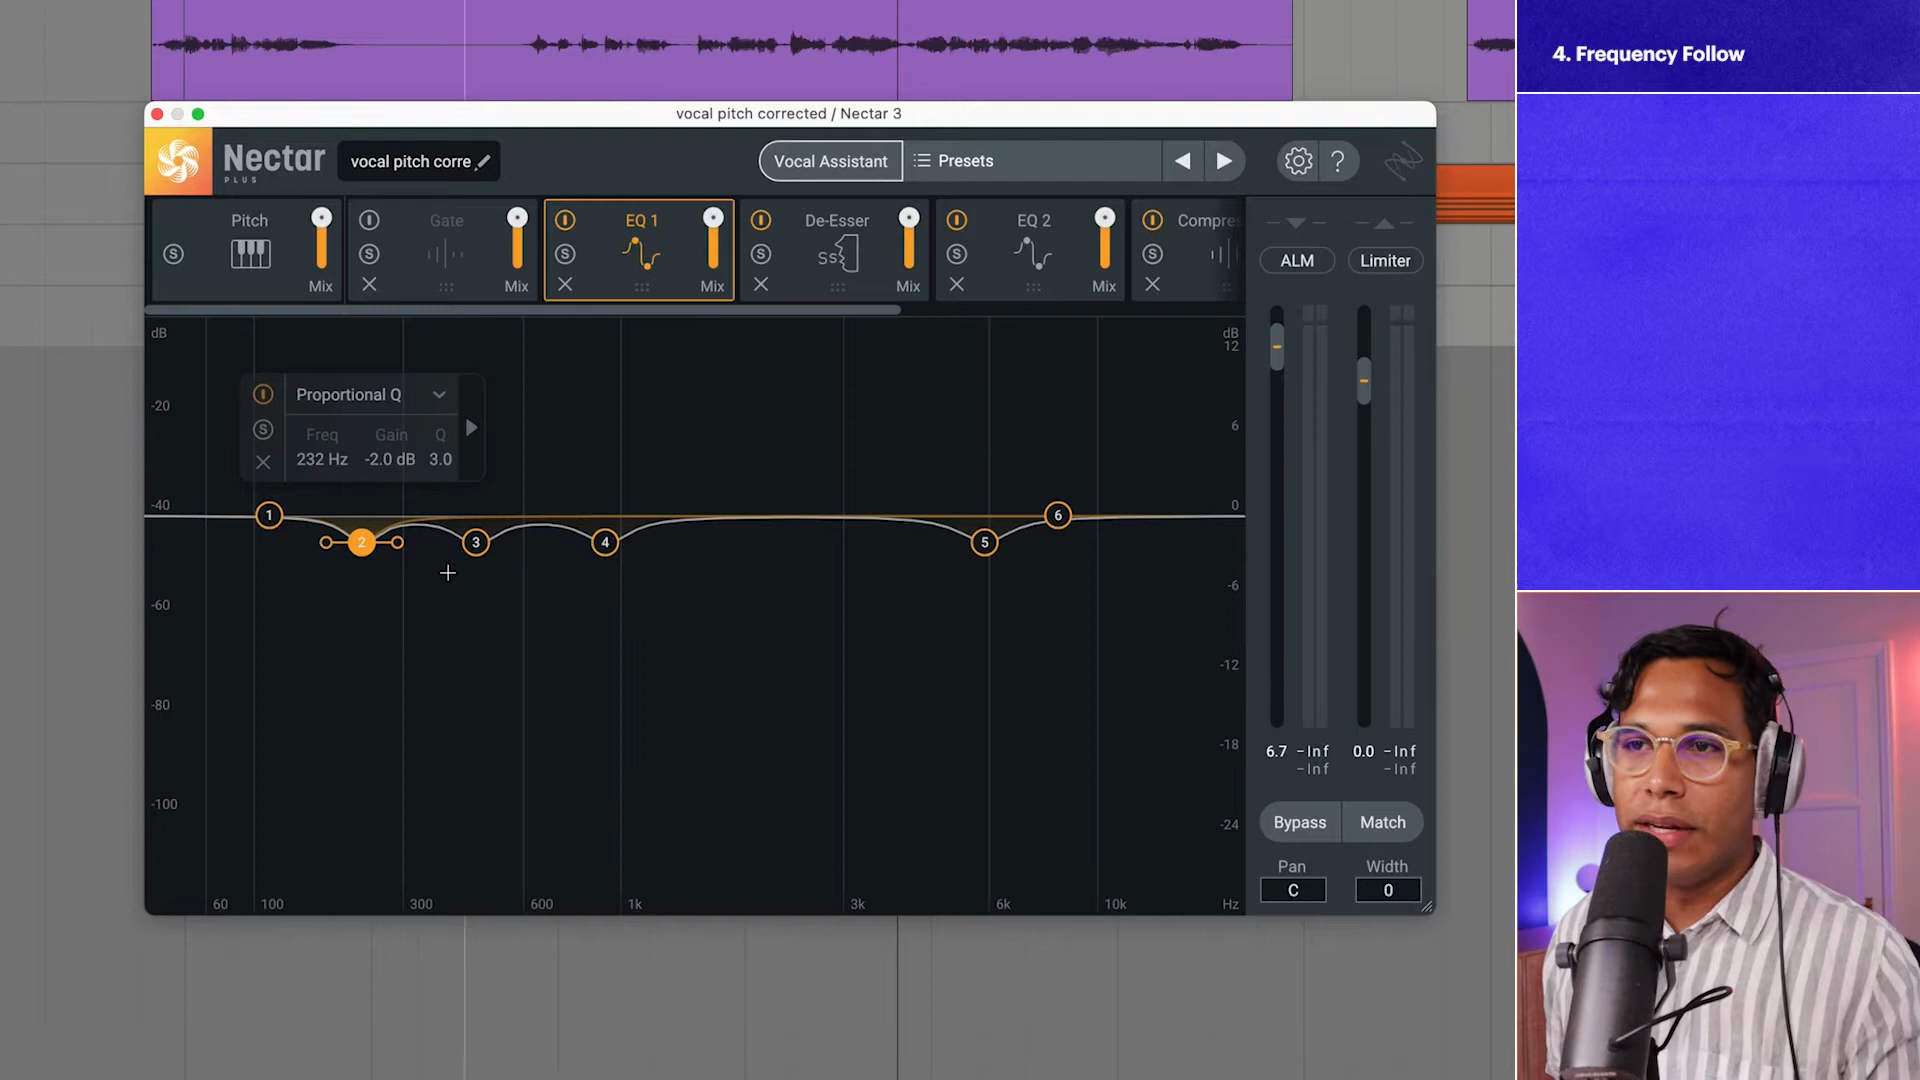 4. Frequency Follow
vocal pitch corrected / Nectar 3
Nectar
PLUS
vocal pitch corre
Vocal Assistant
Presets
?
Pitch
Gate
EQ 1
De-Esser
EQ 2
Compres
S
S
S
S
S
S
Mix
Mix
Mix
Mix
Mix
ALM
Limiter
dB
dB
12
-20
6
-40
0
-60
-6
-12
-80
-18
-100
-24
Proportional Q
S
Freq Gain Q
232 Hz -2.0 dB 3.0
1
2
3
4
5
6
60 100 300 600 1k 3k 6k 10k Hz
6.7 -Inf 0.0 -Inf
-Inf -Inf
Bypass
Match
Pan
Width
C
0